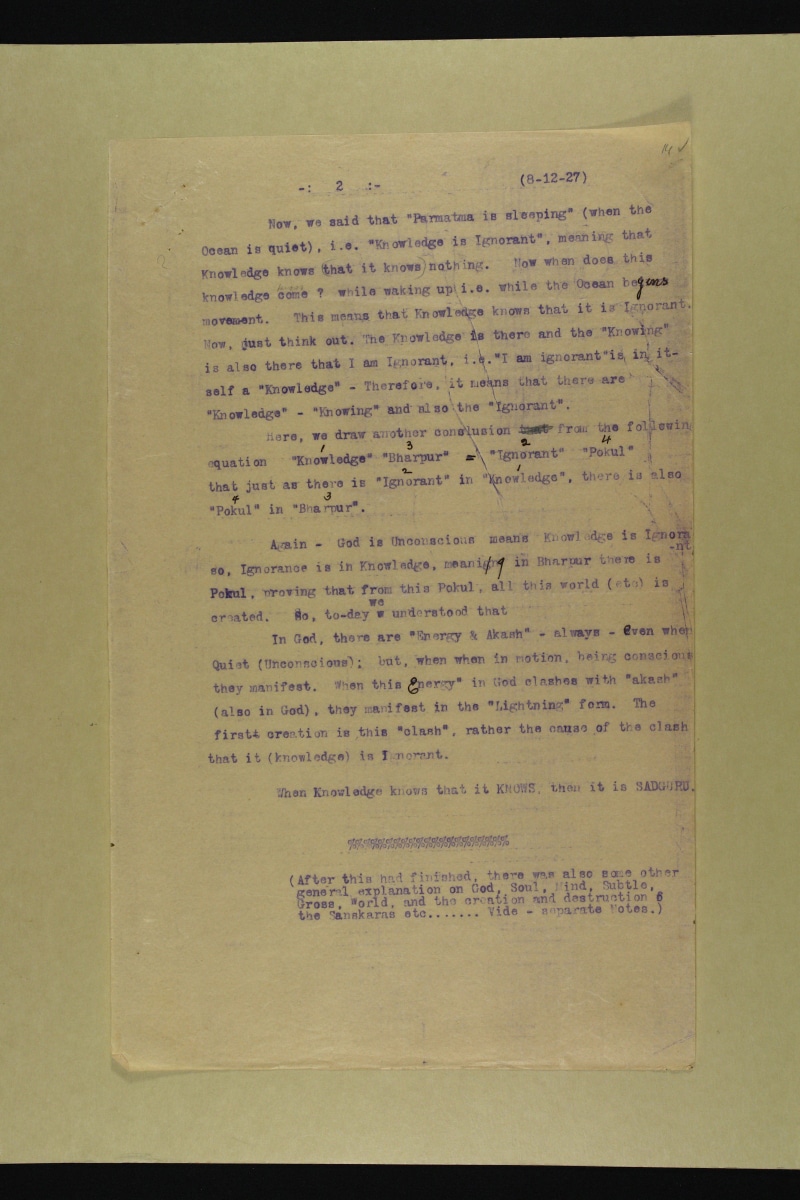 -: 2 :- (8-12-27)
Now, we said that "Parmatma is sleeping" (when the
Ocean is quiet), i.e. "Knowledge is Ignorant", meaning that
Knowledge knows (that it knows) nothing. Now when does this
knowledge come ? while waking up i.e. while the Ocean begins
movement. This means that Knowledge knows that it is Ignorant.
Now, just think out. The Knowledge is there and the "Knowing"
is also there that I am Ignorant, i.e. "I am ignorant" is, in it-
self a "Knowledge" - Therefore, it means that there are
"Knowledge" - "Knowing" and also the "Ignorant".
Here, we draw another conclusion from the followin
1 3 2 4
equation "Knowledge" "Bharpur" = "Ignorant" "Pokul"
2 1
that just as there is "Ignorant" in "Knowledge", there is also
4 3
"Pokul" in "Bharpur".
Again - God is Unconscious means Knowledge is Ignora
-nt
so, Ignorance is in Knowledge, meaning in Bharpur there is
Pokul, proving that from this Pokul, all this world (etc) is
we
created. So, to-day w understood that
In God, there are "Energy & Akash" - always - Even when
Quiet (Unconscious); but, when when in motion, being conscious
they manifest. When this Energy" in God clashes with "akash"
(also in God), they manifest in the "Lightning" form. The
first creation is this "clash", rather the cause of the clash
that it (knowledge) is Ignorant.
When Knowledge knows that it KNOWS, then it is SADGURU.
(After this had finished, there was also some other
general explanation on God, Soul, Mind, Subtle,
Gross, World, and the creation and destruction 6
the Sanskaras etc....... Vide - separate Notes.)